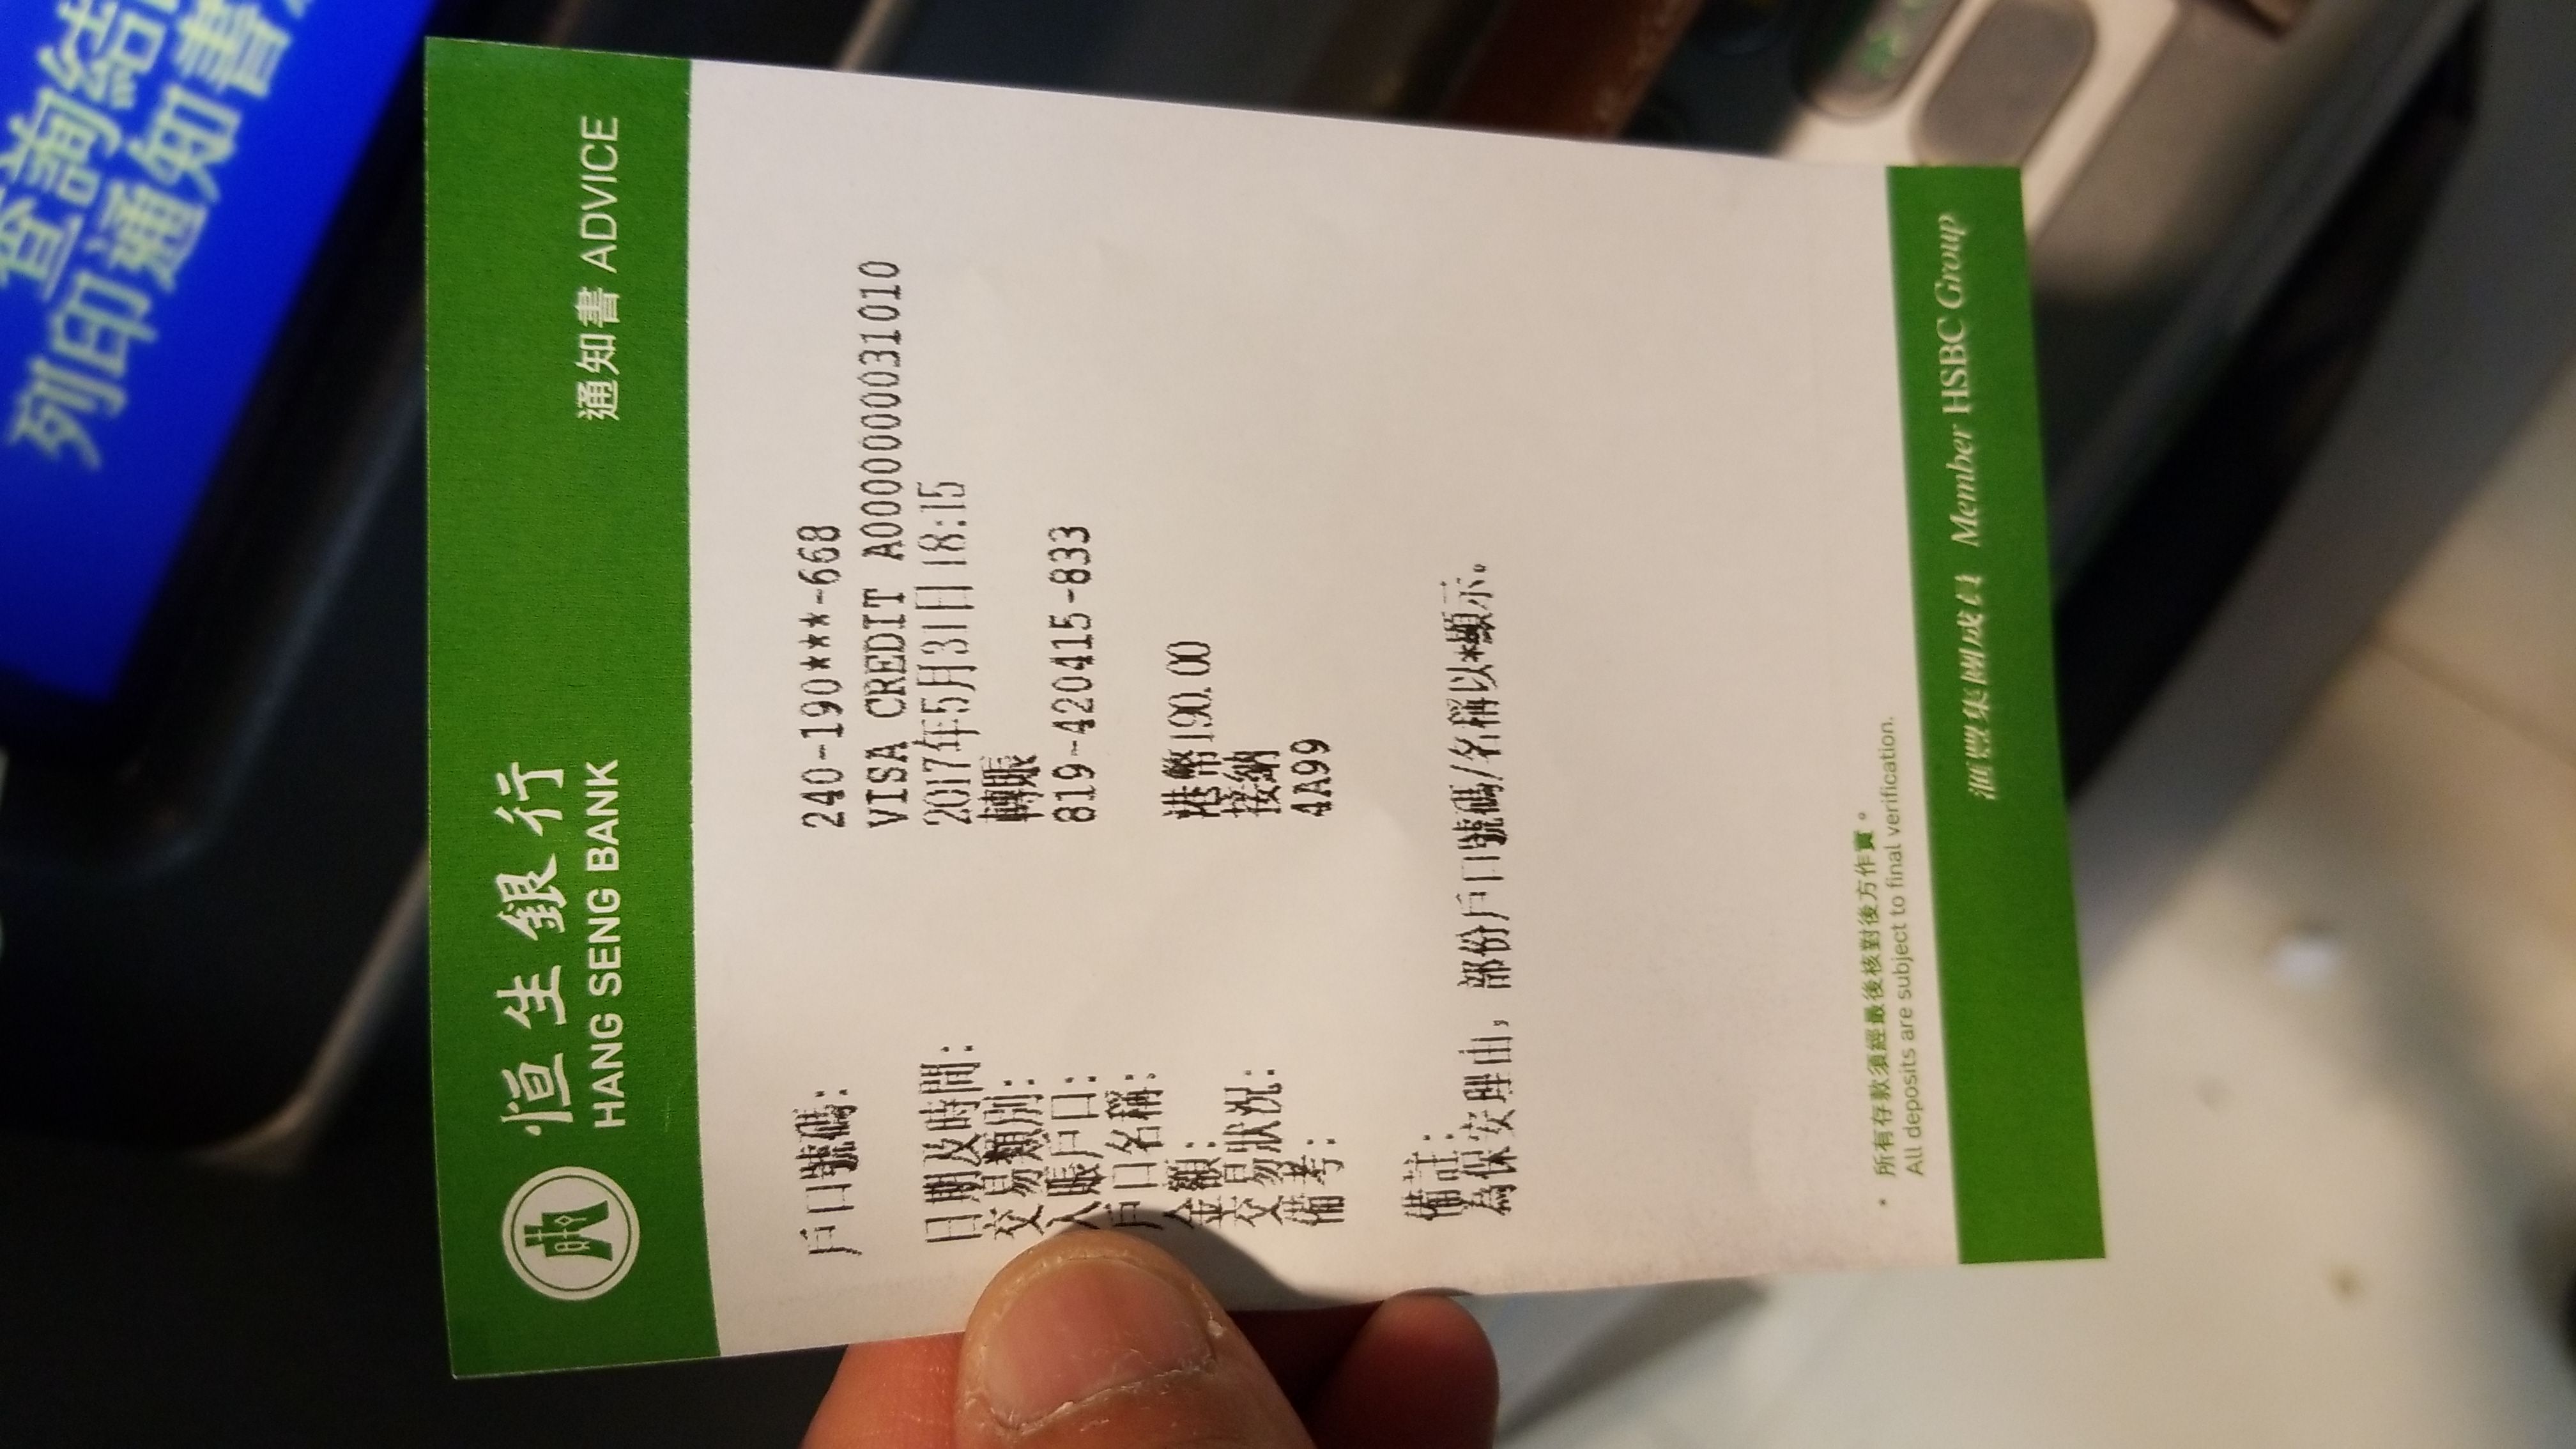 查詢結
列印通知書
恒生銀行
HANG SENG BANK
通知書 ADVICE
戶口號碼: 240-190***-668
VISA CREDIT A0000000031010
日期及時間: 2017年5月31日 18:15
交易類別: 轉賬
入賬戶口: 819-420415-833
戶口名稱:
金額: 港幣190.00
交易狀況: 接納
備考: 4A99
備註:
為保安理由, 部份戶口號碼/名稱以*顯示。
• 所有存款須經最後核對後方作實。
All deposits are subject to final verification.
滙豐集團成員 Member HSBC Group